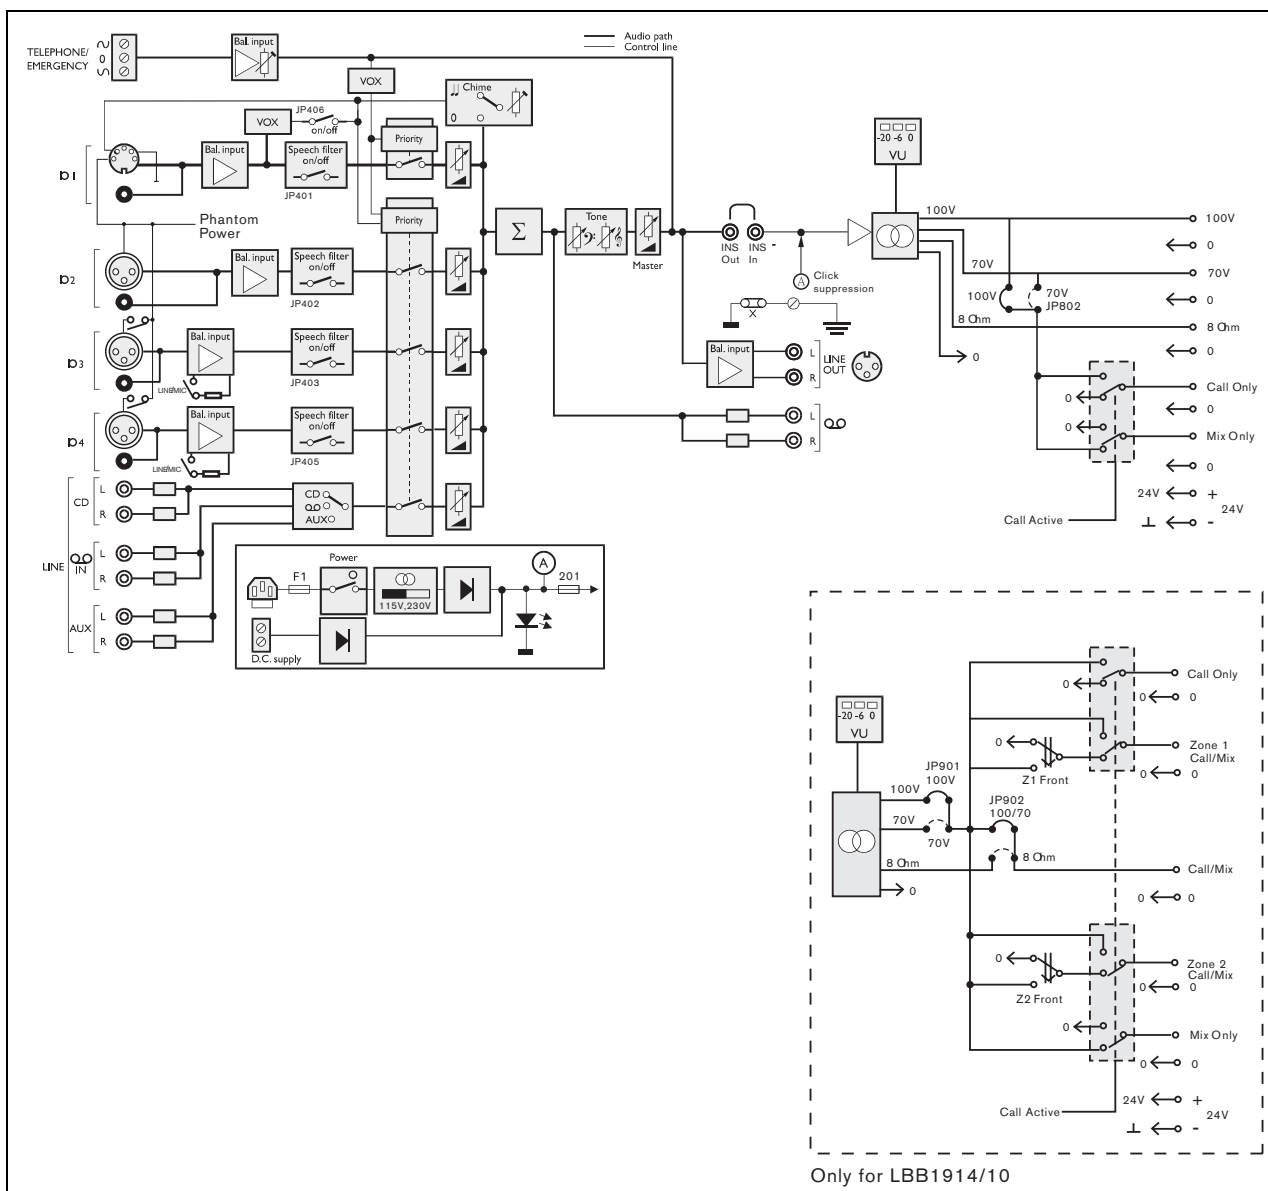 TELEPHONE/
EMERGENCY
0
Bal. input
Audio path
Control line
VOX
Chime
0
JP406
on/off
VOX
Priority
1
Bal. input
Speech filter
on/off
JP401
Phantom
Power
Priority
2
Bal. input
Speech filter
on/off
JP402
3
LINE/MIC
Bal. input
Speech filter
on/off
JP403
4
LINE/MIC
Bal. input
Speech filter
on/off
JP405
LINE
CD
L
R
IN
L
R
AUX
L
R
CD
AUX
Σ
Tone
Master
INS
Out
INS
In
-
A
Click
suppression
X
Bal. input
L
R
LINE
OUT
L
R
-20 -6 0
VU
100V
100V
0
70V
70V
0
100V
70V
JP802
8 Ohm
8 Ohm
0
0
0
Call Only
0
0
Mix Only
0
24V
+
24V
-
Call Active
Power
F1
115V,230V
A
201
D.C. supply
-20 -6 0
VU
JP901
100V
100V
70V
70V
JP902
100/70
8 Ohm
8 Ohm
0
0
Call Only
0 0
0
Z1 Front
Zone 1
Call/Mix
0 0
Call/Mix
0 0
0
Z2 Front
Zone 2
Call/Mix
0 0
0
Mix Only
0 0
24V
+
24V
-
Call Active
Only for LBB1914/10